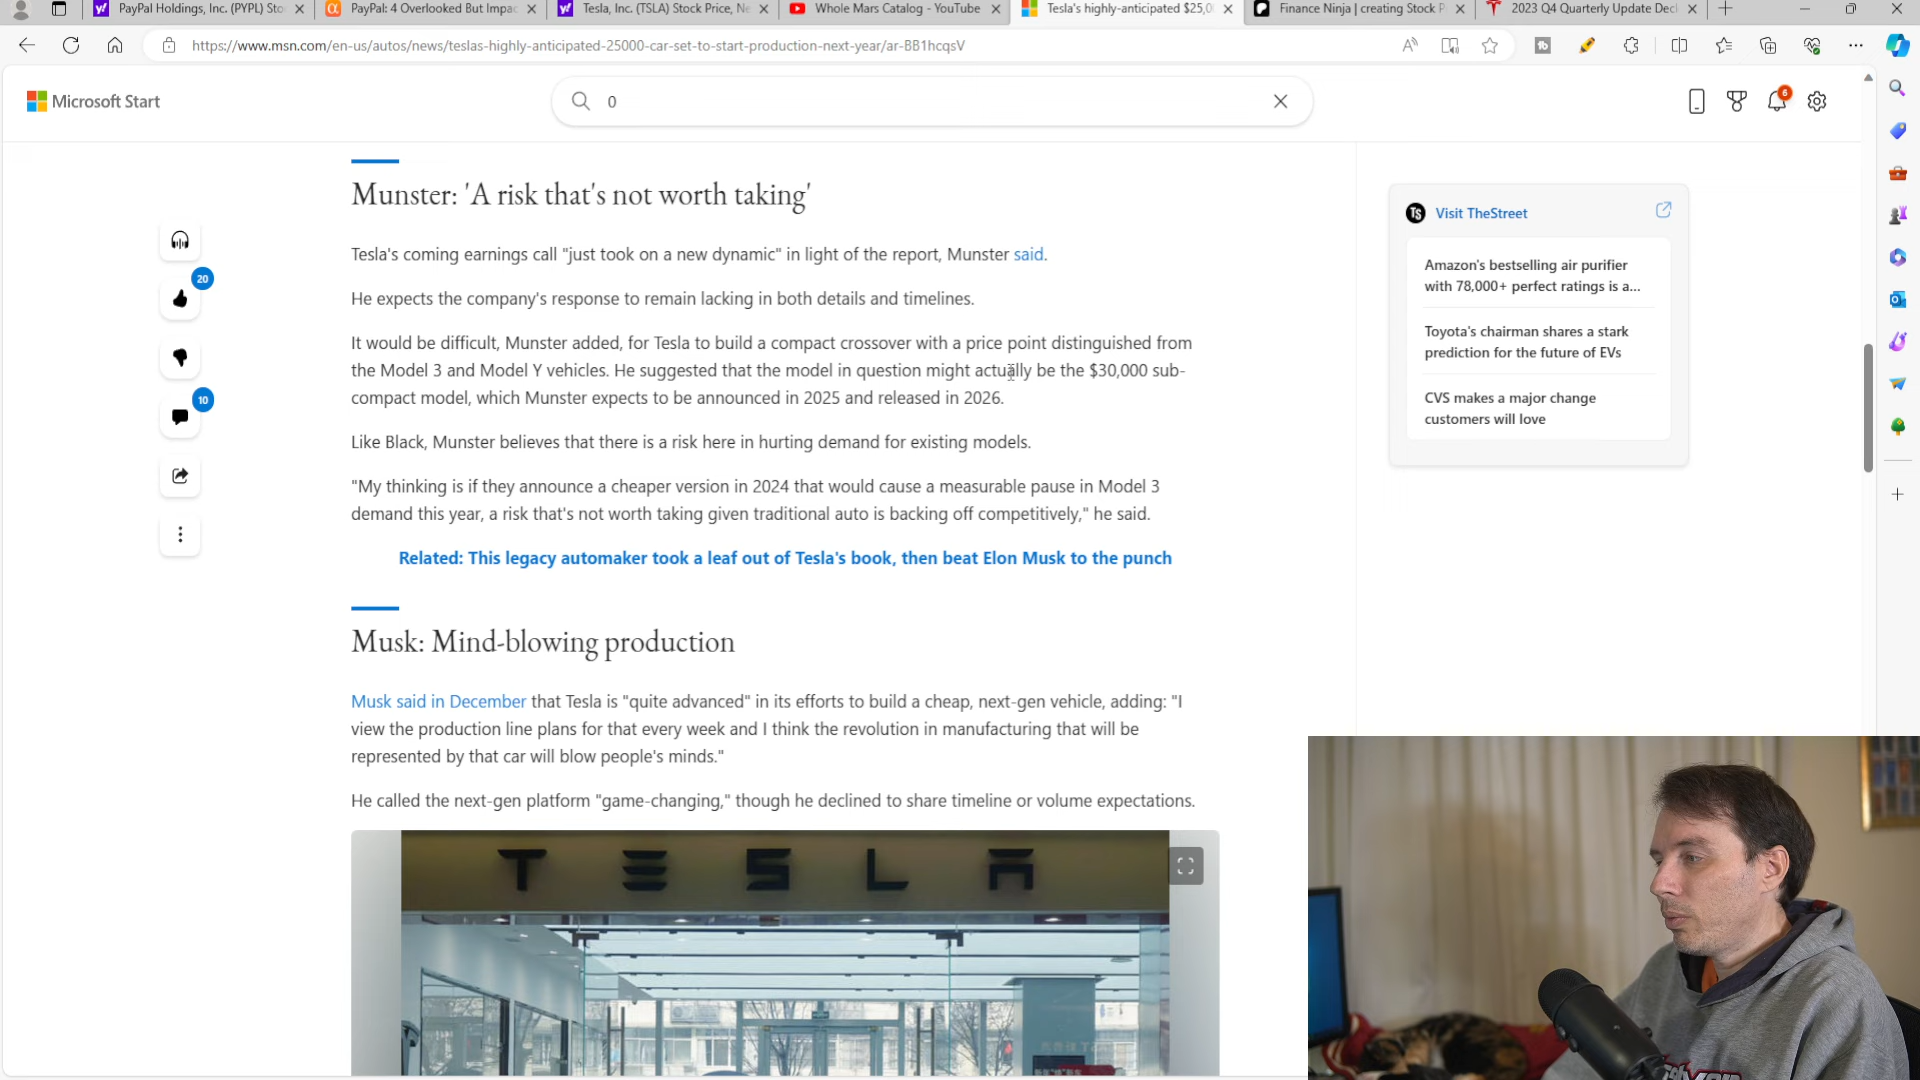 PayPal Holdings, Inc. (PYPL) Sto
PayPal: 4 Overlooked But Impac
Tesla, Inc. (TSLA) Stock Price, Ne
Whole Mars Catalog - YouTube
Tesla's highly-anticipated $25,0
Finance Ninja | creating Stock P
2023 Q4 Quarterly Update Deck
https://www.msn.com/en-us/autos/news/teslas-highly-anticipated-25000-car-set-to-start-production-next-year/ar-BB1hcqsV
Microsoft Start
0
6
Munster: 'A risk that's not worth taking'
Tesla's coming earnings call "just took on a new dynamic" in light of the report, Munster said.
He expects the company's response to remain lacking in both details and timelines.
It would be difficult, Munster added, for Tesla to build a compact crossover with a price point distinguished from
the Model 3 and Model Y vehicles. He suggested that the model in question might actually be the $30,000 sub-
compact model, which Munster expects to be announced in 2025 and released in 2026.
Like Black, Munster believes that there is a risk here in hurting demand for existing models.
"My thinking is if they announce a cheaper version in 2024 that would cause a measurable pause in Model 3
demand this year, a risk that's not worth taking given traditional auto is backing off competitively," he said.
Related: This legacy automaker took a leaf out of Tesla's book, then beat Elon Musk to the punch
Musk: Mind-blowing production
Musk said in December that Tesla is "quite advanced" in its efforts to build a cheap, next-gen vehicle, adding: "I
view the production line plans for that every week and I think the revolution in manufacturing that will be
represented by that car will blow people's minds."
He called the next-gen platform "game-changing," though he declined to share timeline or volume expectations.
TESLA
20
10
TS Visit TheStreet
Amazon's bestselling air purifier
with 78,000+ perfect ratings is a...
Toyota's chairman shares a stark
prediction for the future of EVs
CVS makes a major change
customers will love